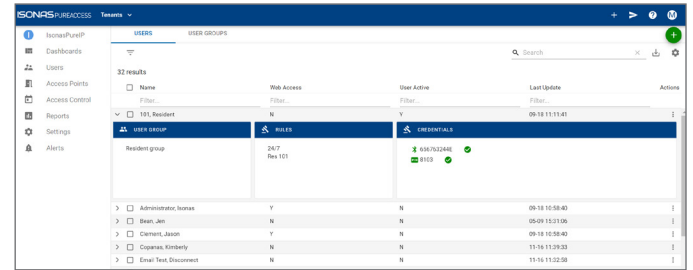 ISONAS PUREACCESS Tenants
IsonasPureIP
Dashboards
Users
Access Points
Access Control
Reports
Settings
Alerts
USERS USER GROUPS
Search
32 results
Name Web Access User Active Last Update Actions
Filter... Filter... Filter... Filter...
101, Resident N Y 09-18 11:11:41
USER GROUP RULES CREDENTIALS
Resident group 24/7
Res 101
8103
Administrator, Isonas Y N 09-18 10:58:40
Bean, Jen N N 05-09 15:31:06
Clement, Jason Y N 09-18 10:58:40
Copanas, Kimberly N N 11-16 11:29:33
Email Test, Disconnect N N 11-16 11:32:58